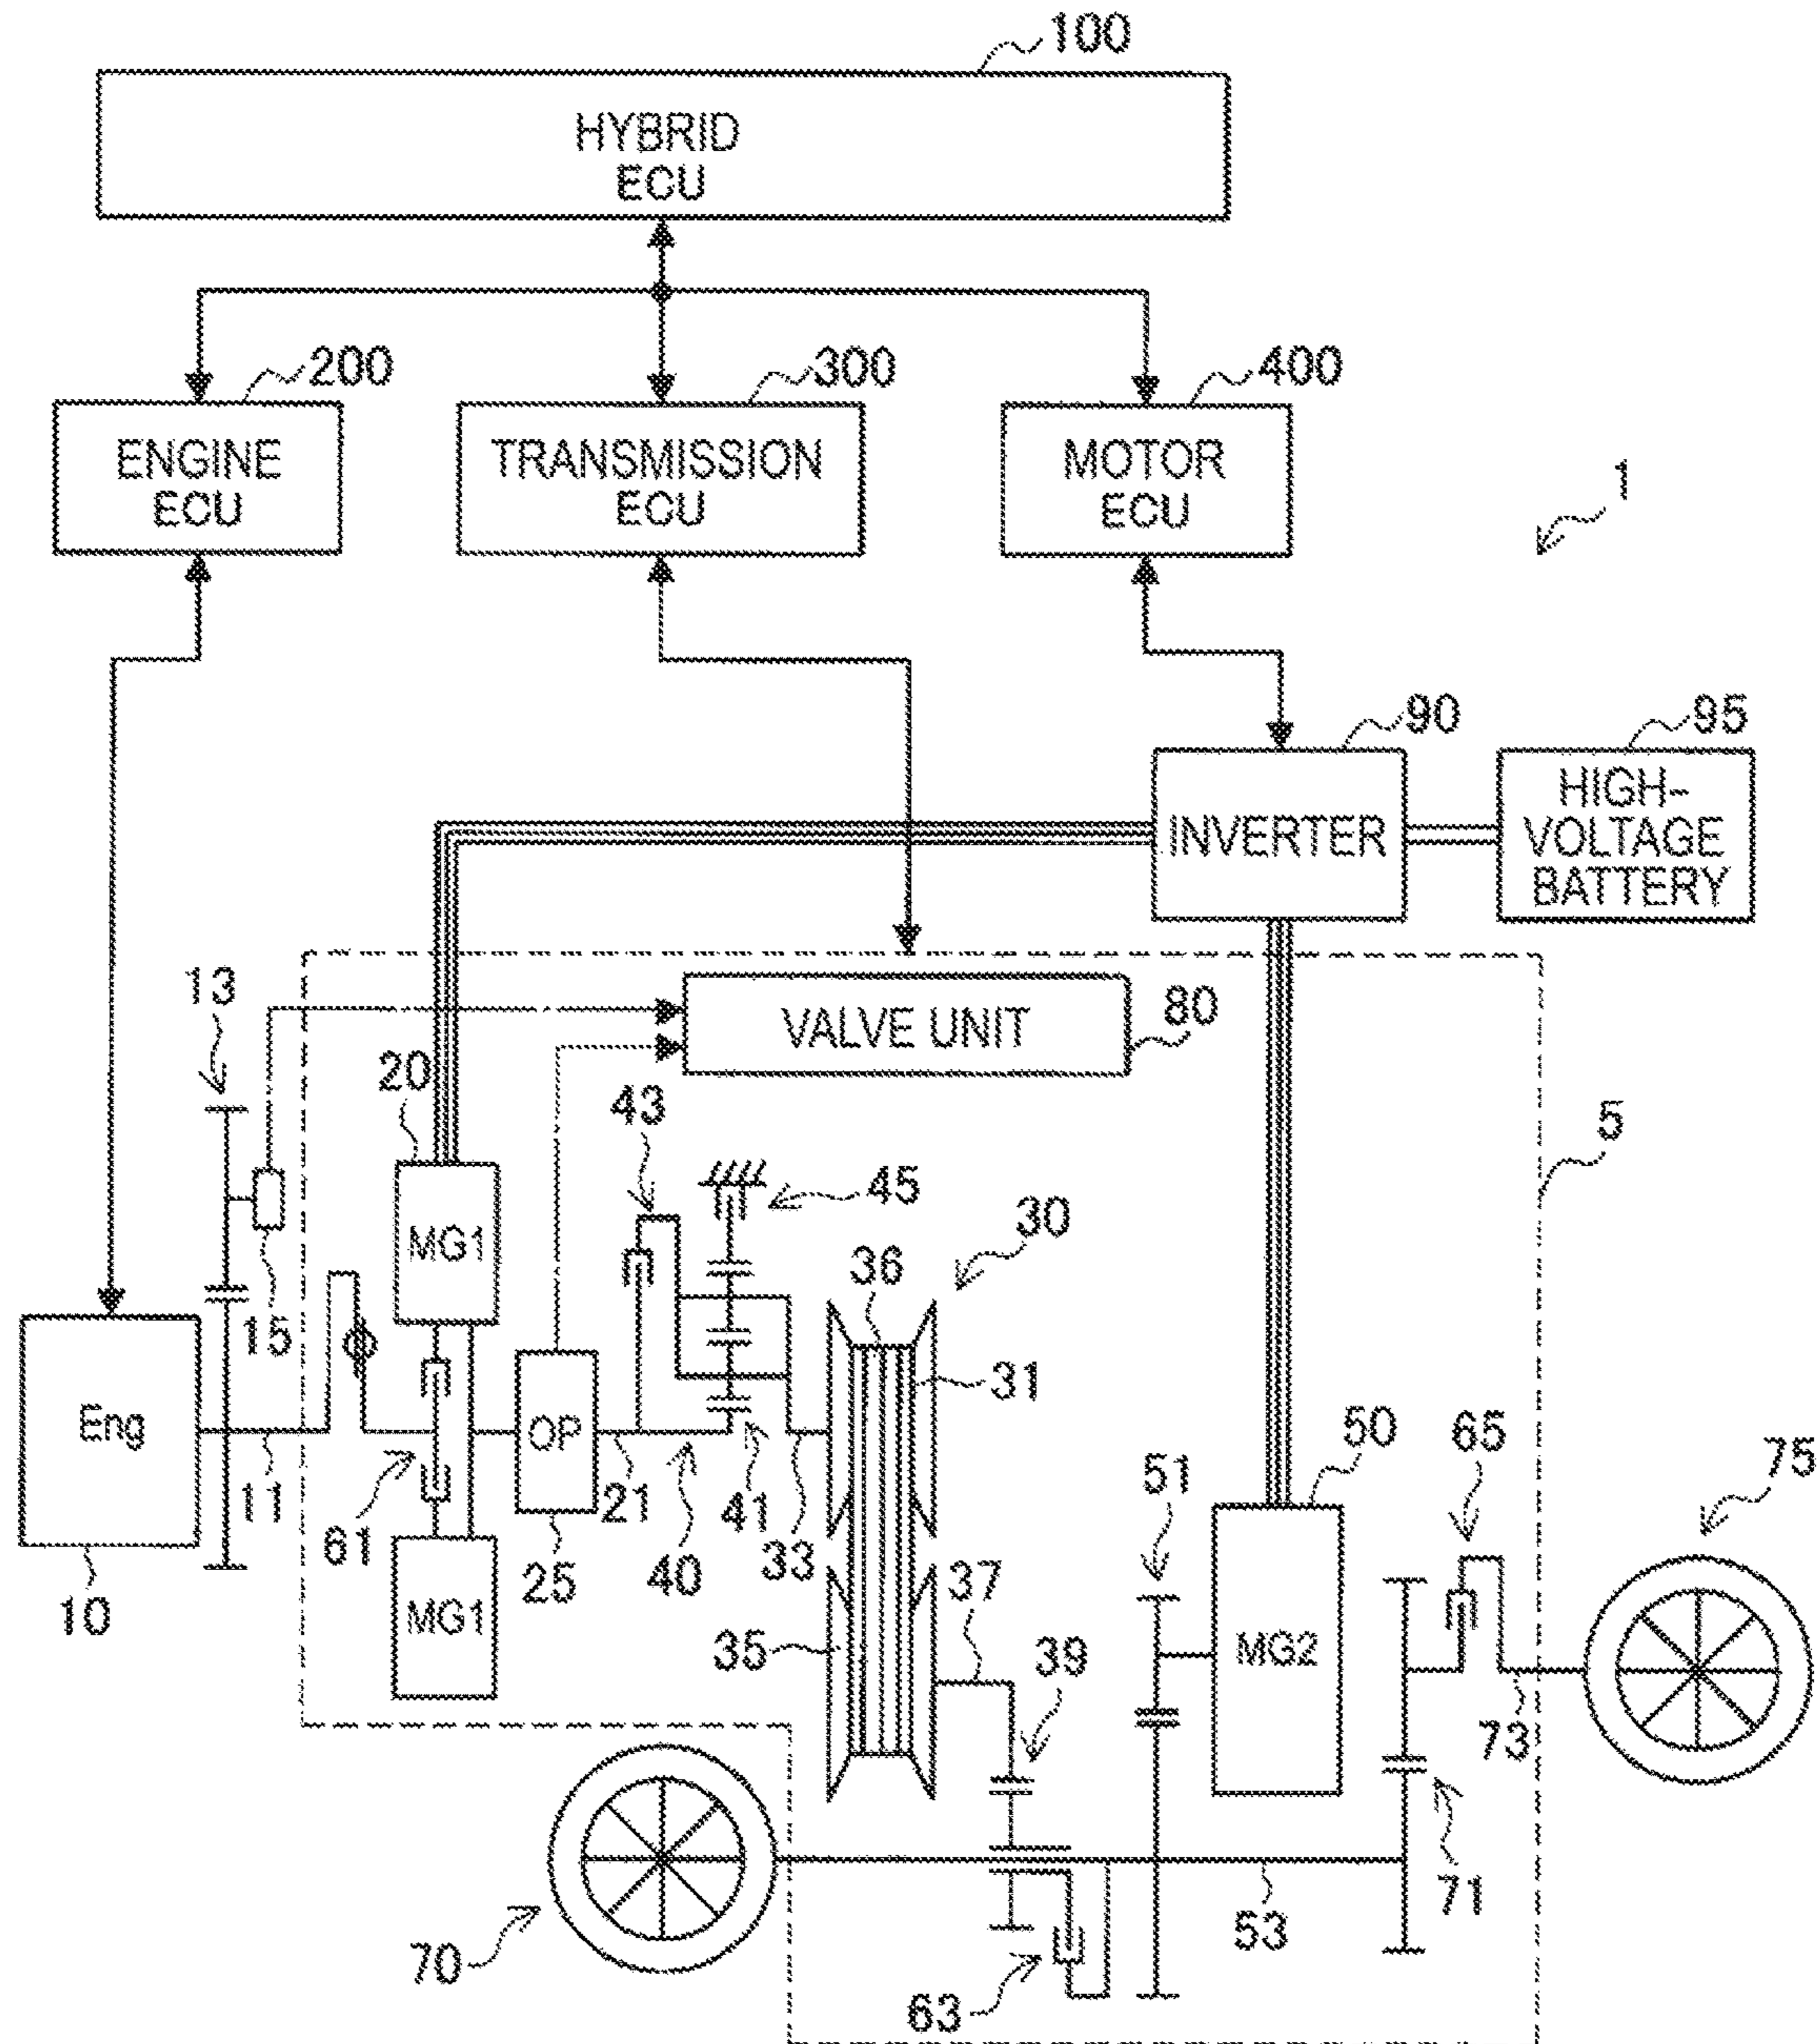 100
HYBRID
ECU
200
300
400
ENGINE
ECU
TRANSMISSION
ECU
MOTOR
ECU
1
90
95
INVERTER
HIGH-
VOLTAGE
BATTERY
13
VALVE UNIT
80
20
43
5
45
30
MG1
36
15
31
Eng
OP
50
65
75
11
61
21
41
51
10
25
40
33
37
MG1
35
39
MG2
73
71
70
53
63